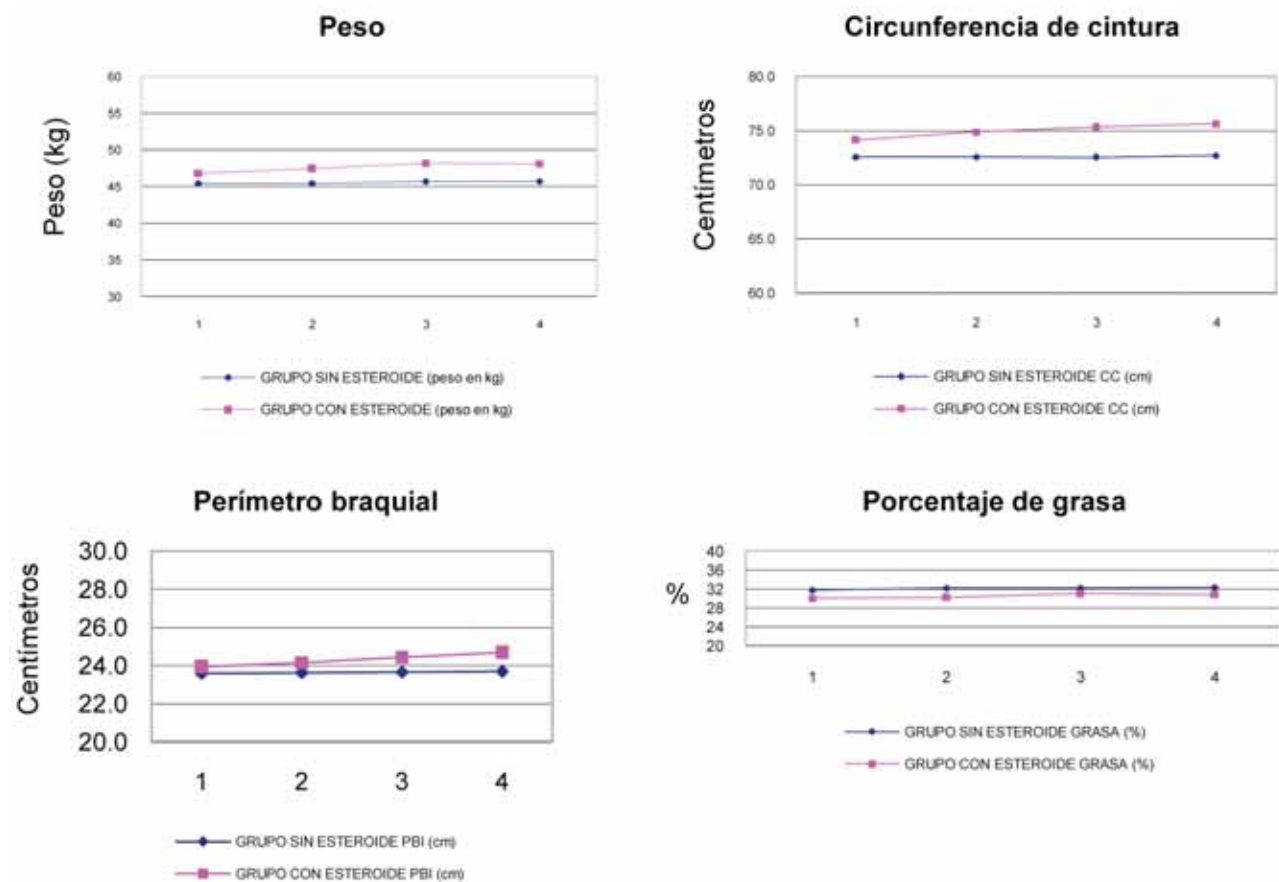 Peso
Peso (kg)
60
55
50
45
40
35
30
1 2 3 4
GRUPO SIN ESTEROIDE (peso en kg)
GRUPO CON ESTEROIDE (peso en kg)
Circunferencia de cintura
Centímetros
80.0
75.0
70.0
65.0
60.0
1 2 3 4
GRUPO SIN ESTEROIDE CC (cm)
GRUPO CON ESTEROIDE CC (cm)
Perímetro braquial
Centímetros
30.0
28.0
26.0
24.0
22.0
20.0
1 2 3 4
GRUPO SIN ESTEROIDE PBI (cm)
GRUPO CON ESTEROIDE PBI (cm)
Porcentaje de grasa
%
40
36
32
28
24
20
1 2 3 4
GRUPO SIN ESTEROIDE GRASA (%)
GRUPO CON ESTEROIDE GRASA (%)